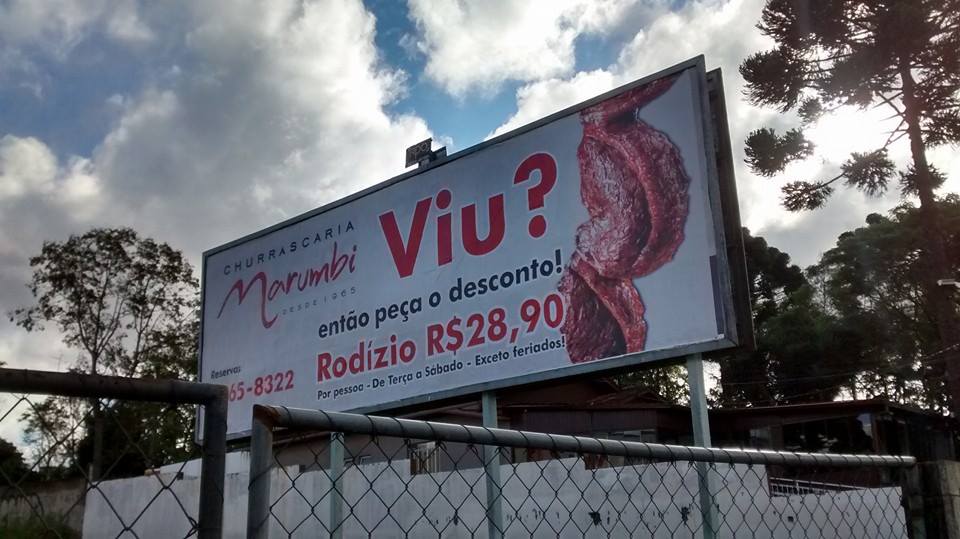 CHURRASCARIA
Marumbi
DESDE 1965
Viu?
então peça o desconto!
Rodízio R$28,90
Por pessoa - De Terça a Sábado - Exceto feriados!
Reservas
65-8322